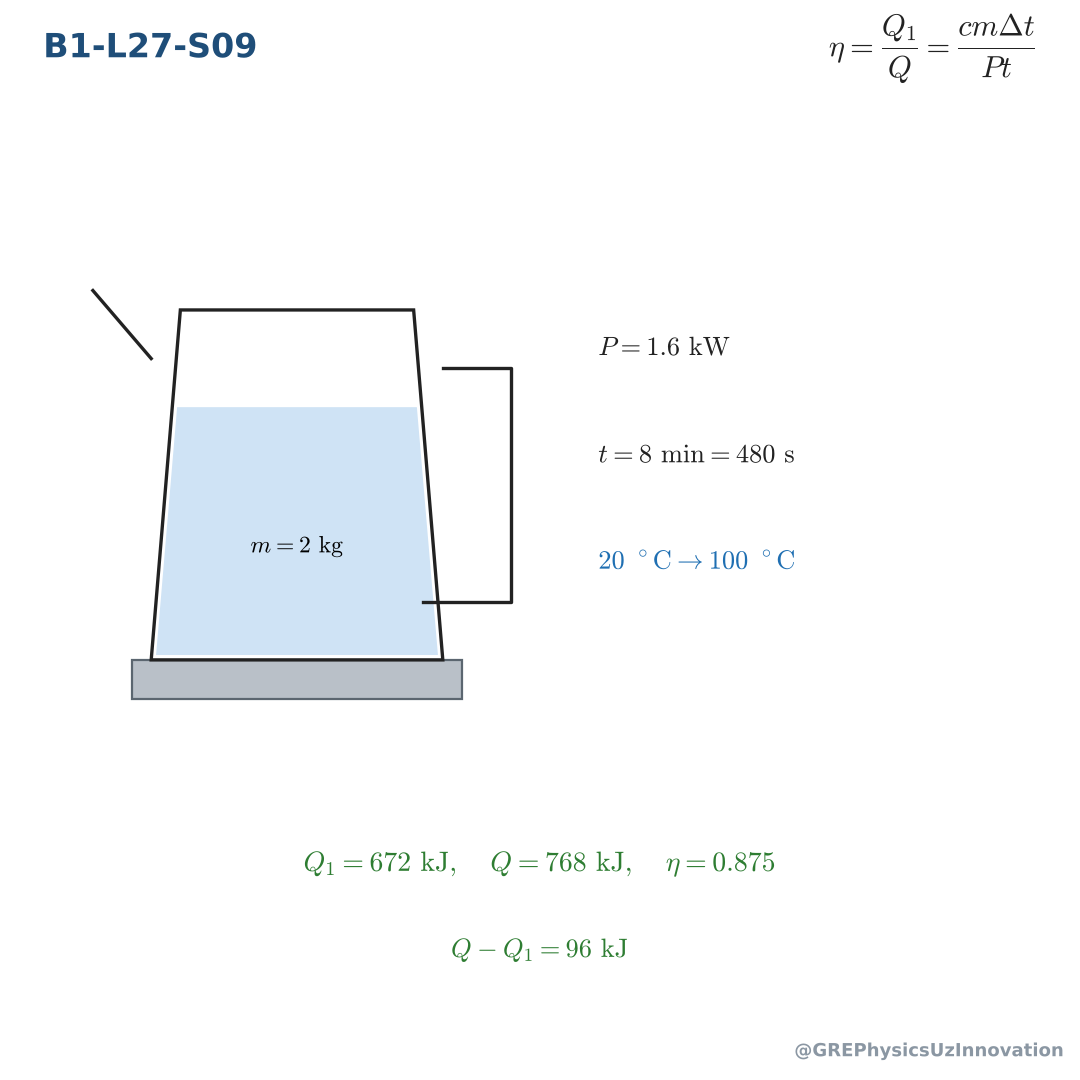 B1-L27-S09
η = Q₁/Q = cmΔt/Pt
P = 1.6 kW
t = 8 min = 480 s
m = 2 kg
20 °C → 100 °C
Q₁ = 672 kJ, Q = 768 kJ, η = 0.875
Q − Q₁ = 96 kJ
@GREPhysicsUzInnovation